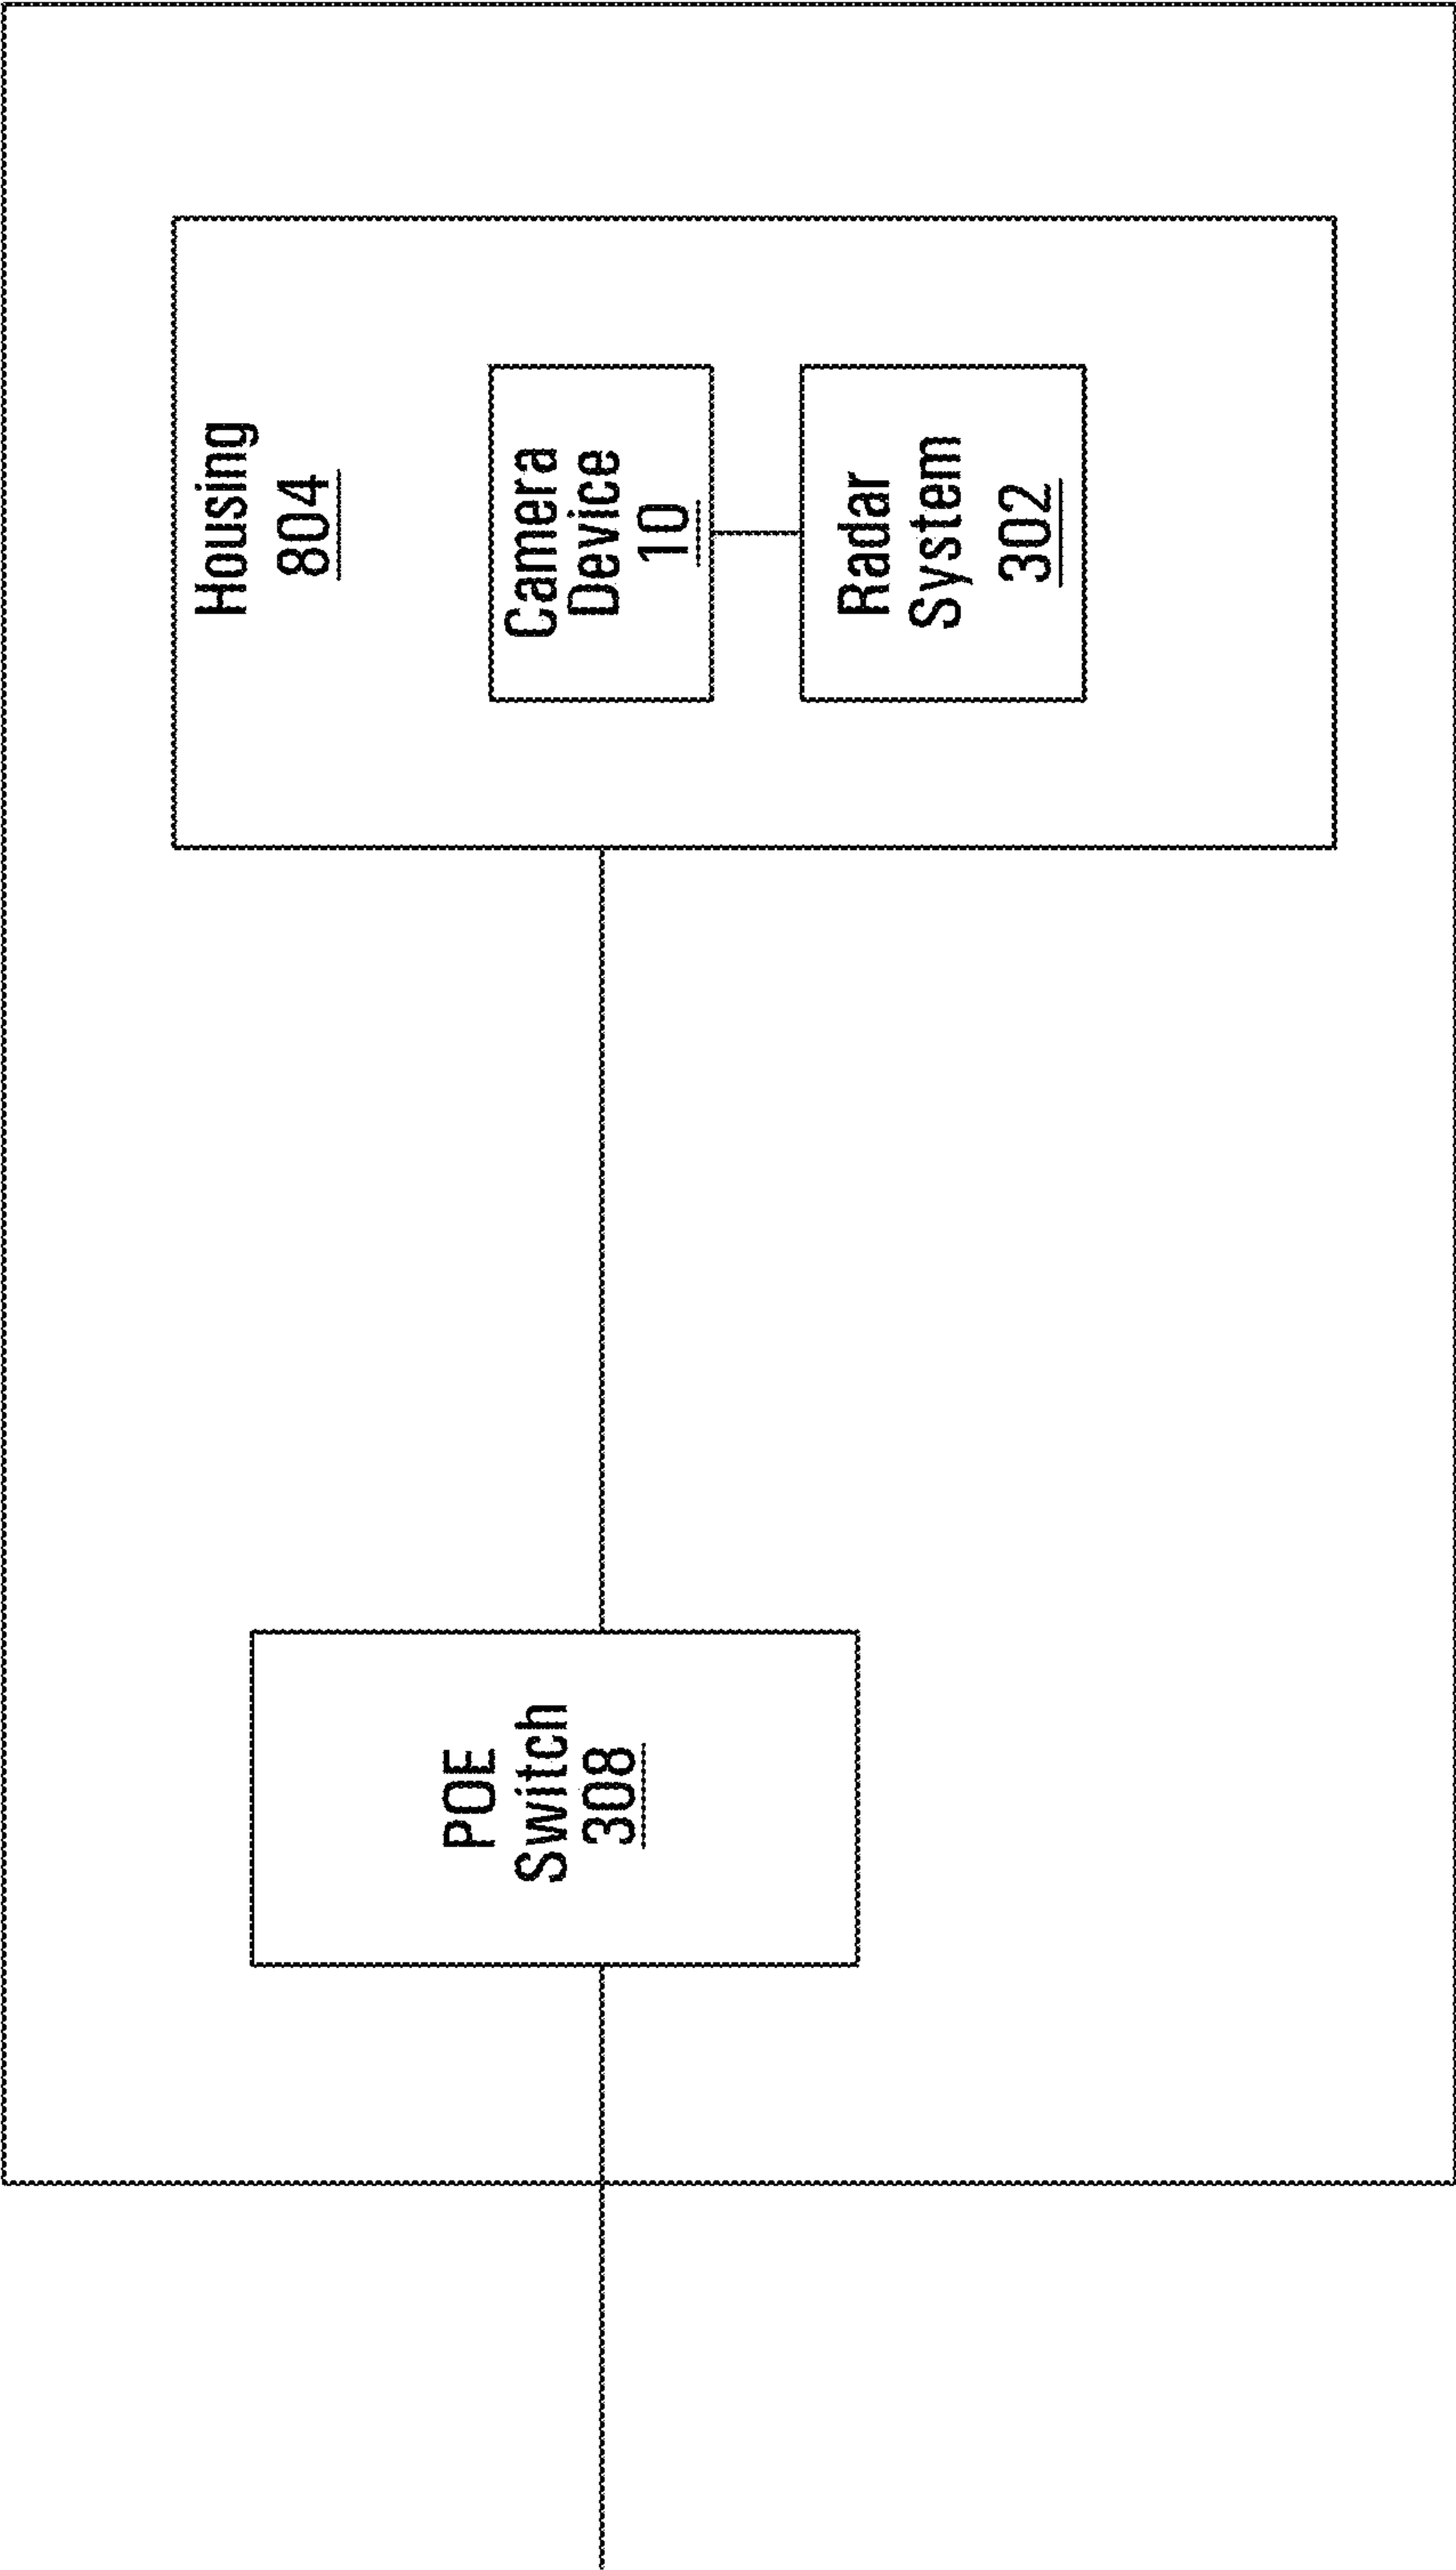 Housing
804
Camera
Device
10
Radar
System
302
POE
Switch
308